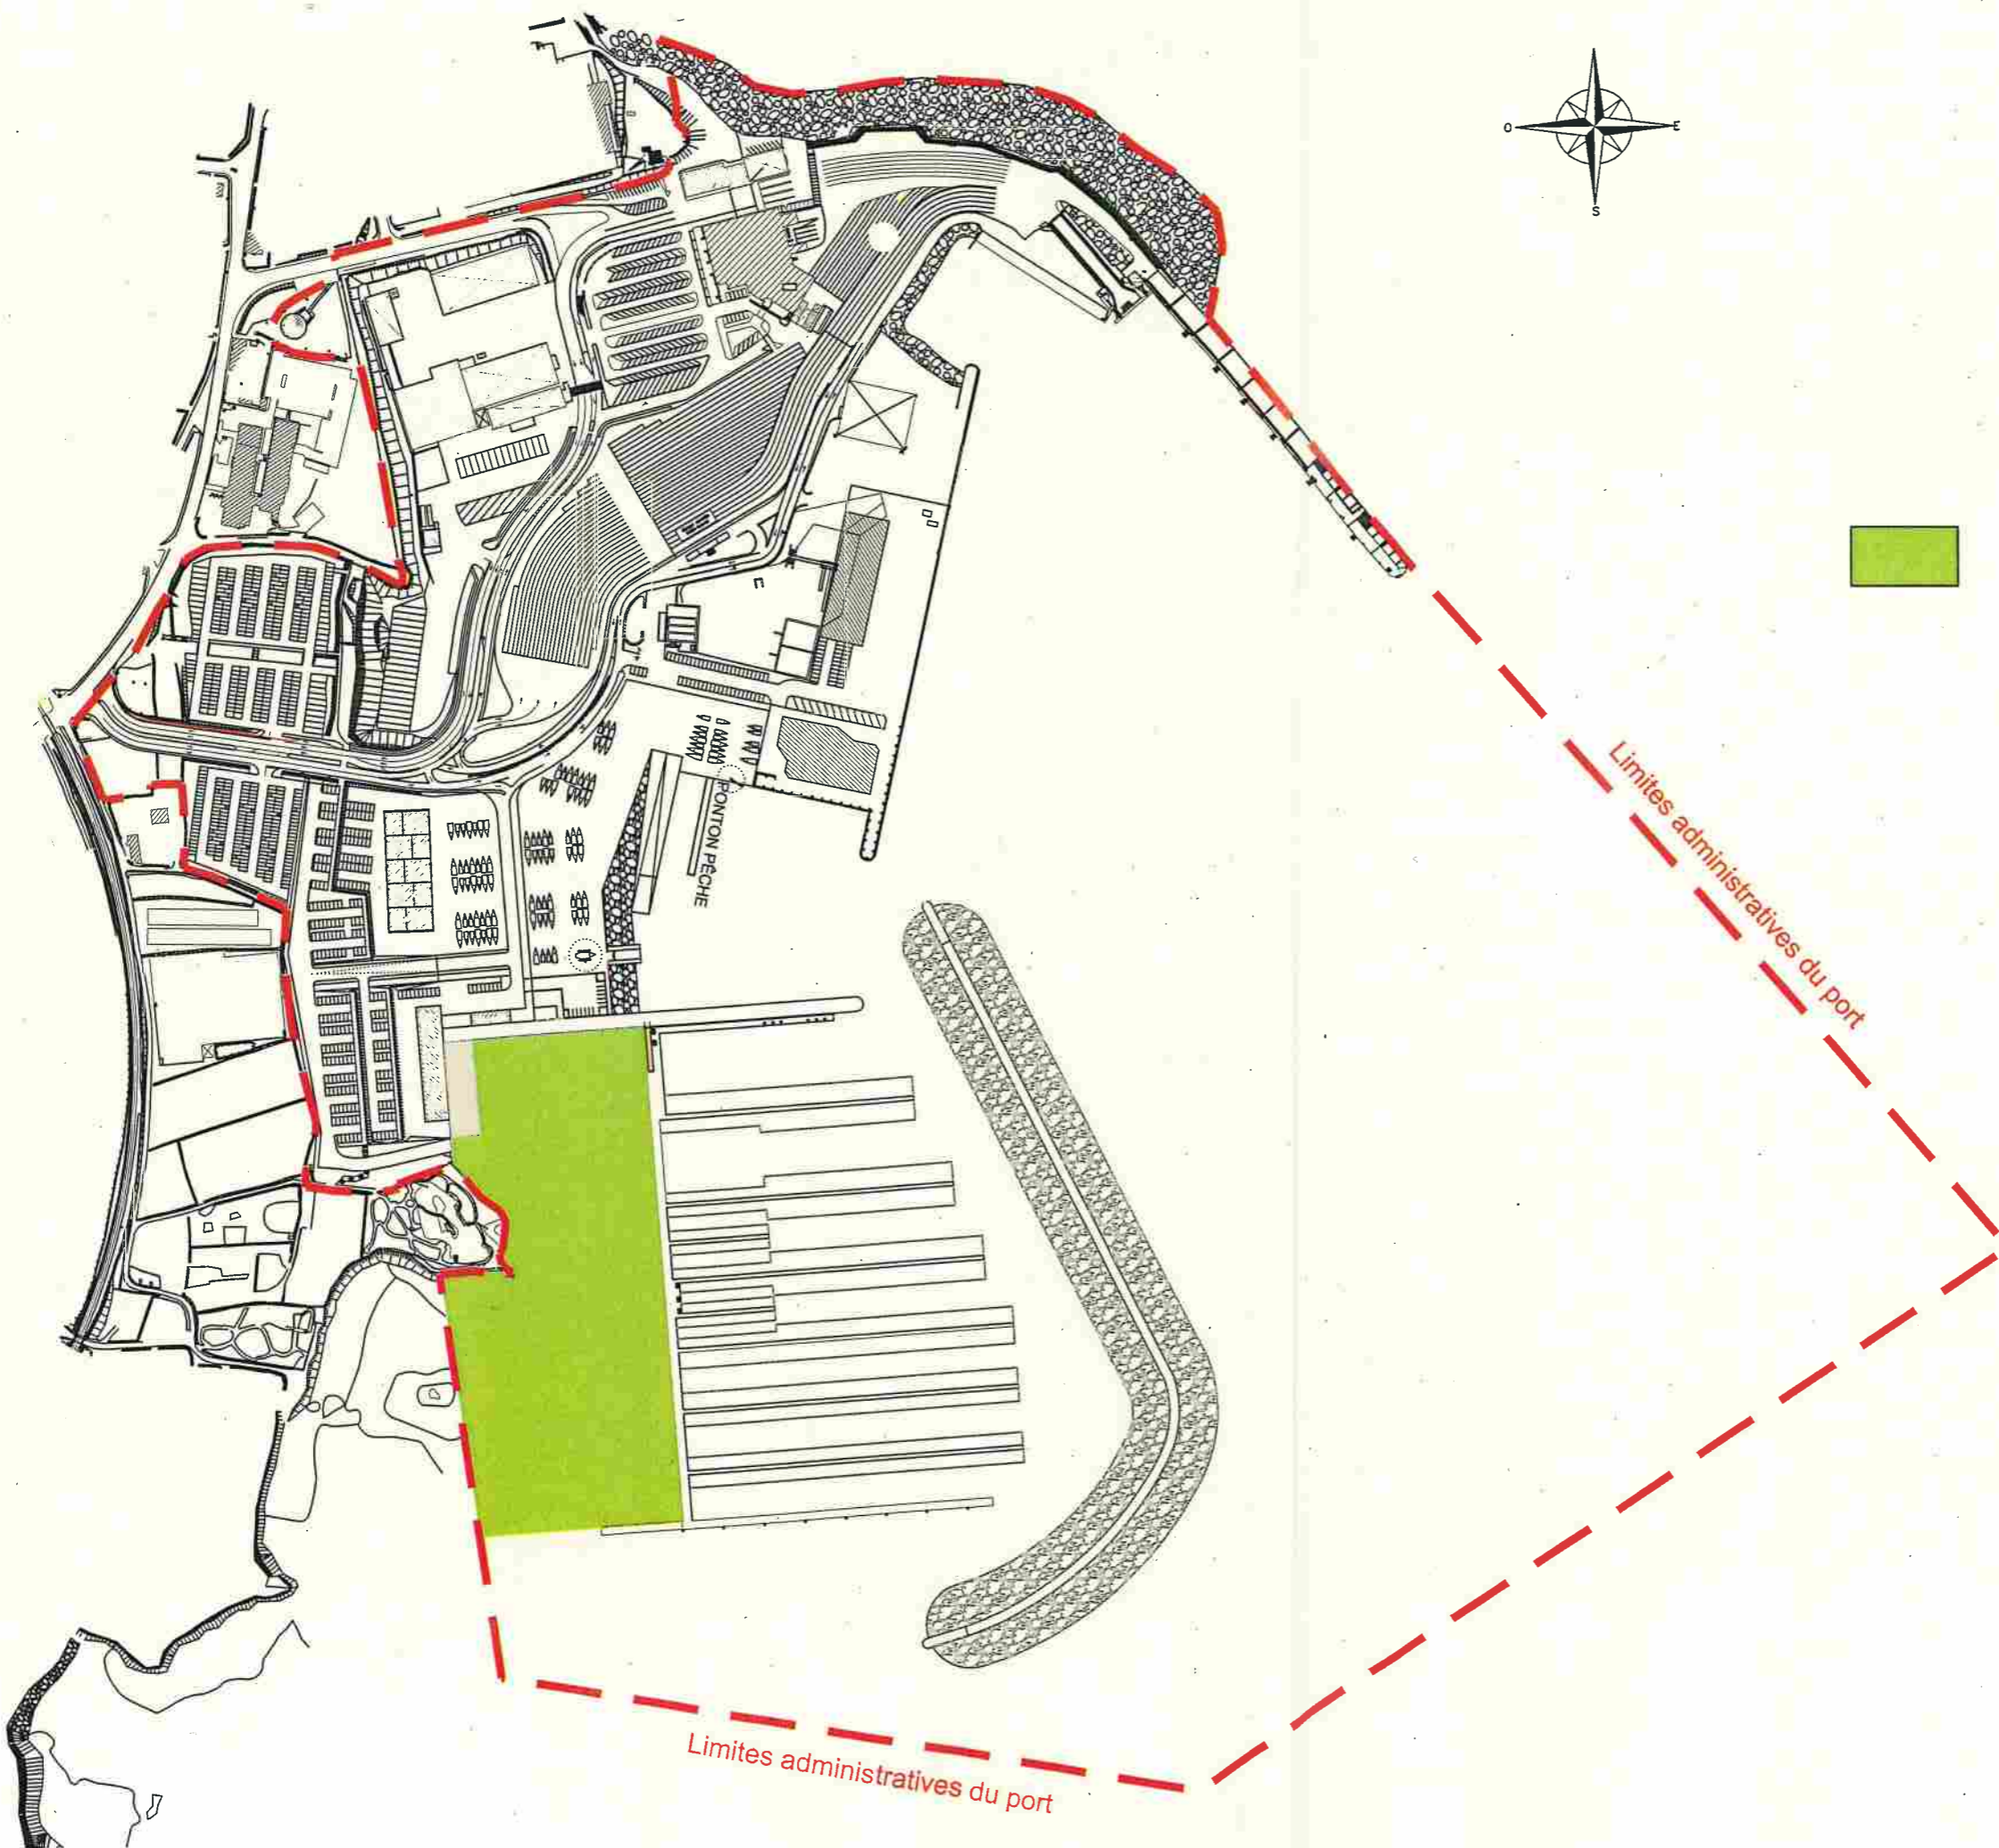 O
E
S
Limites administratives du port
PONTON PÊCHE
Limites administratives du port